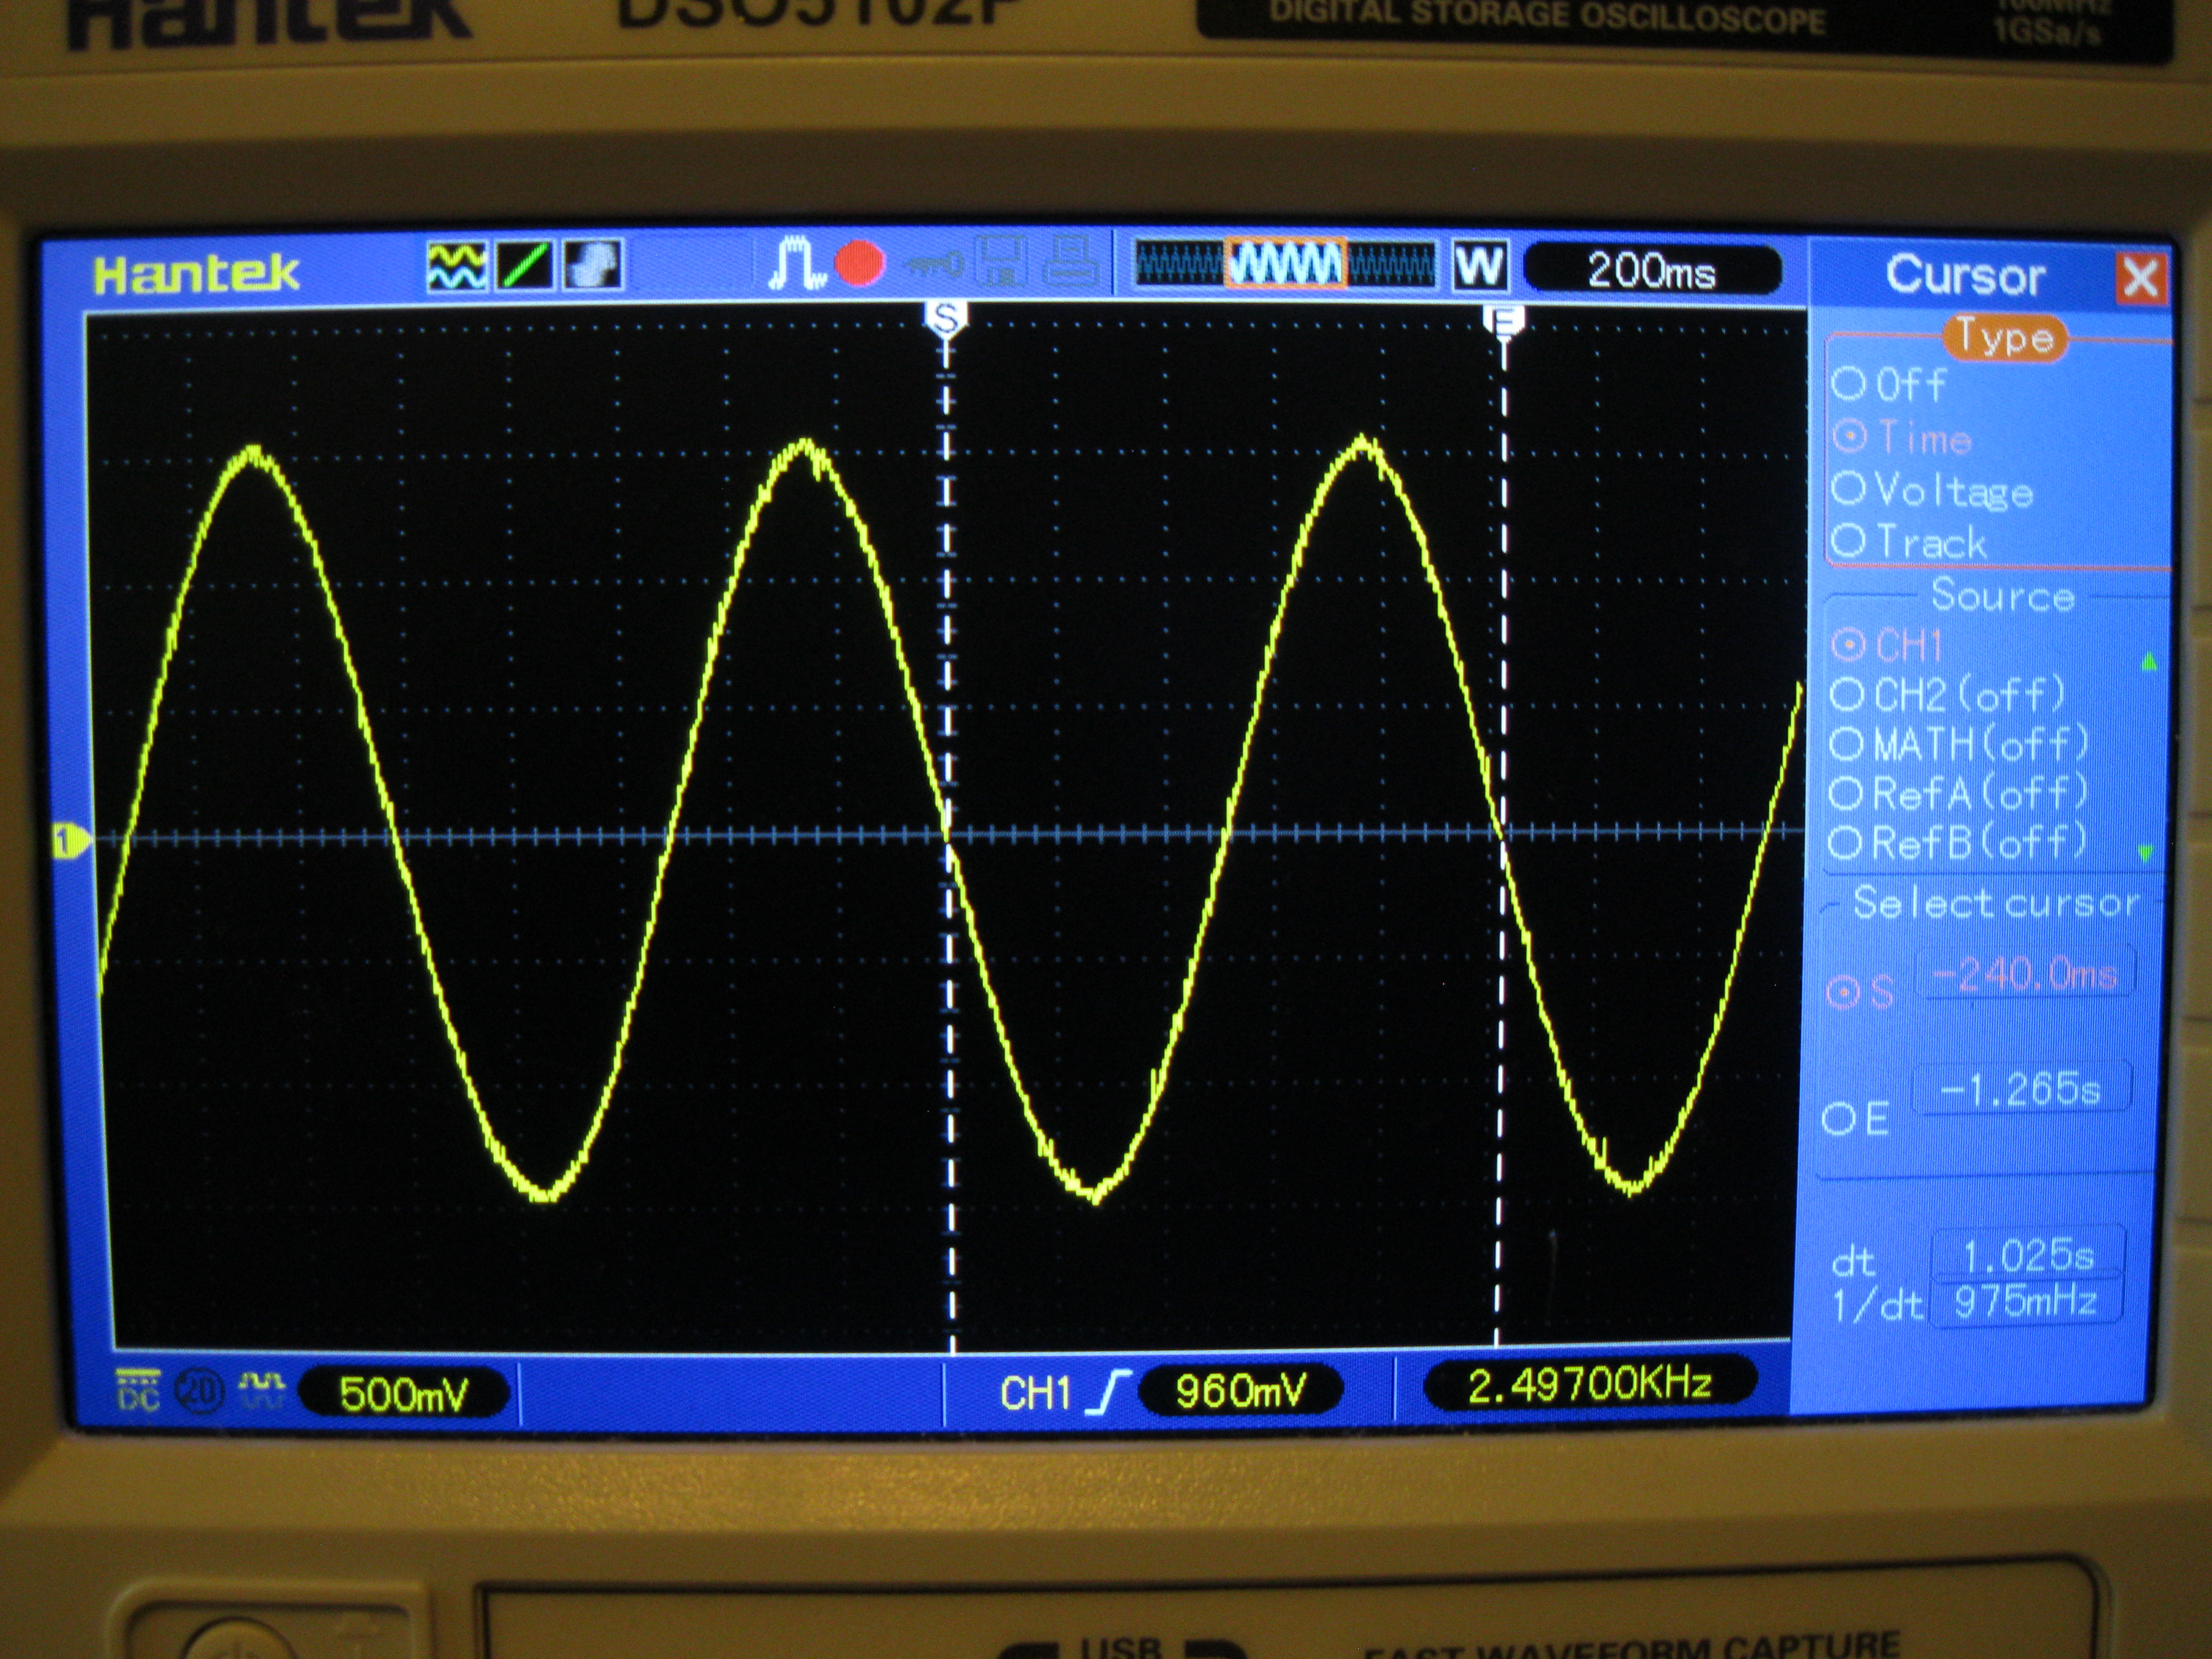 Hantek DSO5102P DIGITAL STORAGE OSCILLOSCOPE 100MHz
1GSa/s
Hantek W 200ms Cursor X
S E
Type
Off
Time
Voltage
Track
Source
CH1
CH2(off)
MATH(off)
RefA(off)
1
RefB(off)
Select cursor
S -240.0ms
E -1.265s
dt 1.025s
1/dt 975mHz
DC 20 500mV CH1 960mV 2.49700KHz
USB FAST WAVEFORM CAPTURE